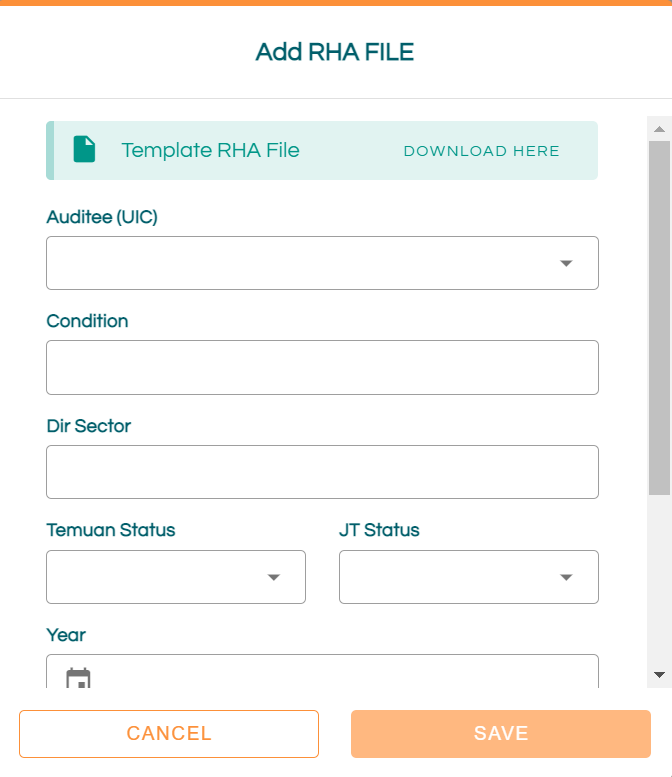 Add RHA FILE
Template RHA File DOWNLOAD HERE
Auditee (UIC)
Condition
Dir Sector
Temuan Status JT Status
Year
CANCEL SAVE